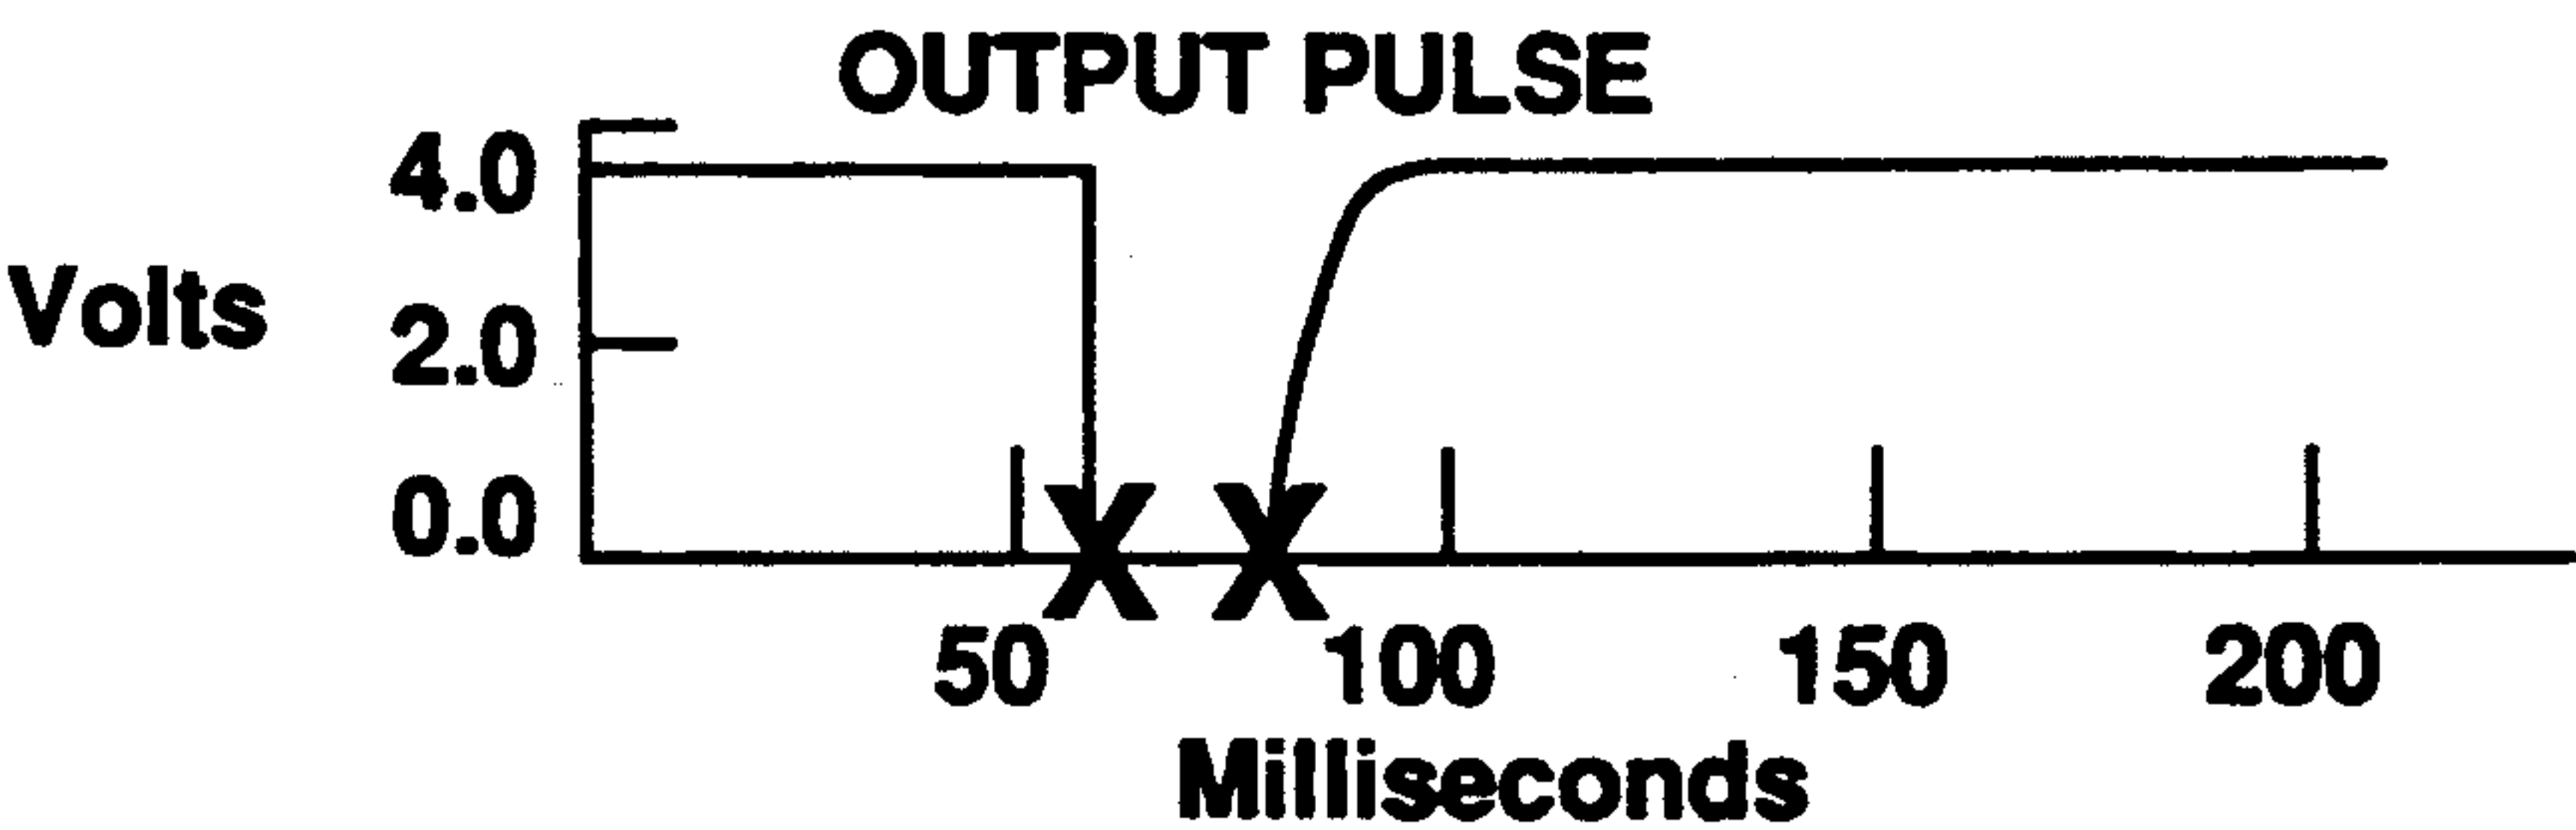 OUTPUT PULSE
4.0
Volts
2.0
0.0
X X
50 100 150 200
Milliseconds